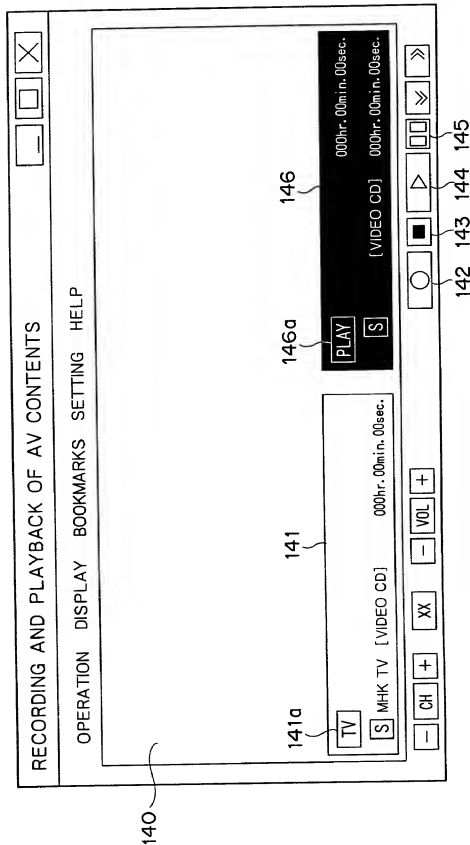 RECORDING AND PLAYBACK OF AV CONTENTS
OPERATION DISPLAY BOOKMARKS SETTING HELP
140
141a
141
146a
146
TV
S MHK TV [VIDEO CD] 000hr.00min.00sec.
PLAY 000hr.00min.00sec.
S [VIDEO CD] 000hr.00min.00sec.
- CH + XX - VOL +
142 143 144 145